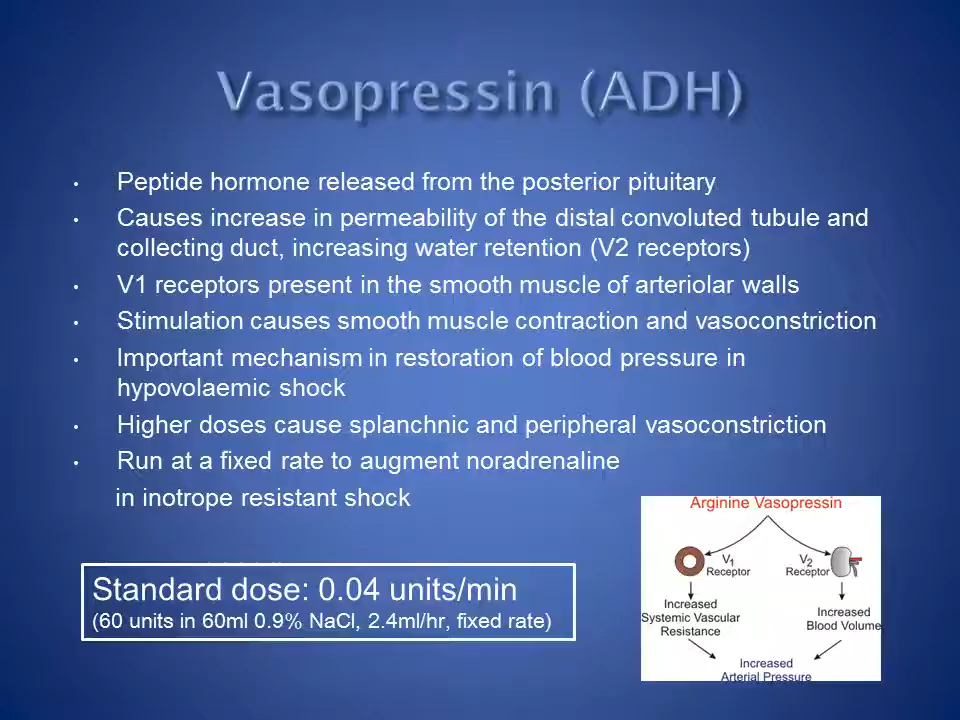 Vasopressin (ADH)
• Peptide hormone released from the posterior pituitary
• Causes increase in permeability of the distal convoluted tubule and
collecting duct, increasing water retention (V2 receptors)
• V1 receptors present in the smooth muscle of arteriolar walls
• Stimulation causes smooth muscle contraction and vasoconstriction
• Important mechanism in restoration of blood pressure in
hypovolaemic shock
• Higher doses cause splanchnic and peripheral vasoconstriction
• Run at a fixed rate to augment noradrenaline
in inotrope resistant shock
Standard dose: 0.04 units/min
(60 units in 60ml 0.9% NaCl, 2.4ml/hr, fixed rate)
Arginine Vasopressin
V1
Receptor
V2
Receptor
Increased
Systemic Vascular
Resistance
Increased
Blood Volume
Increased
Arterial Pressure